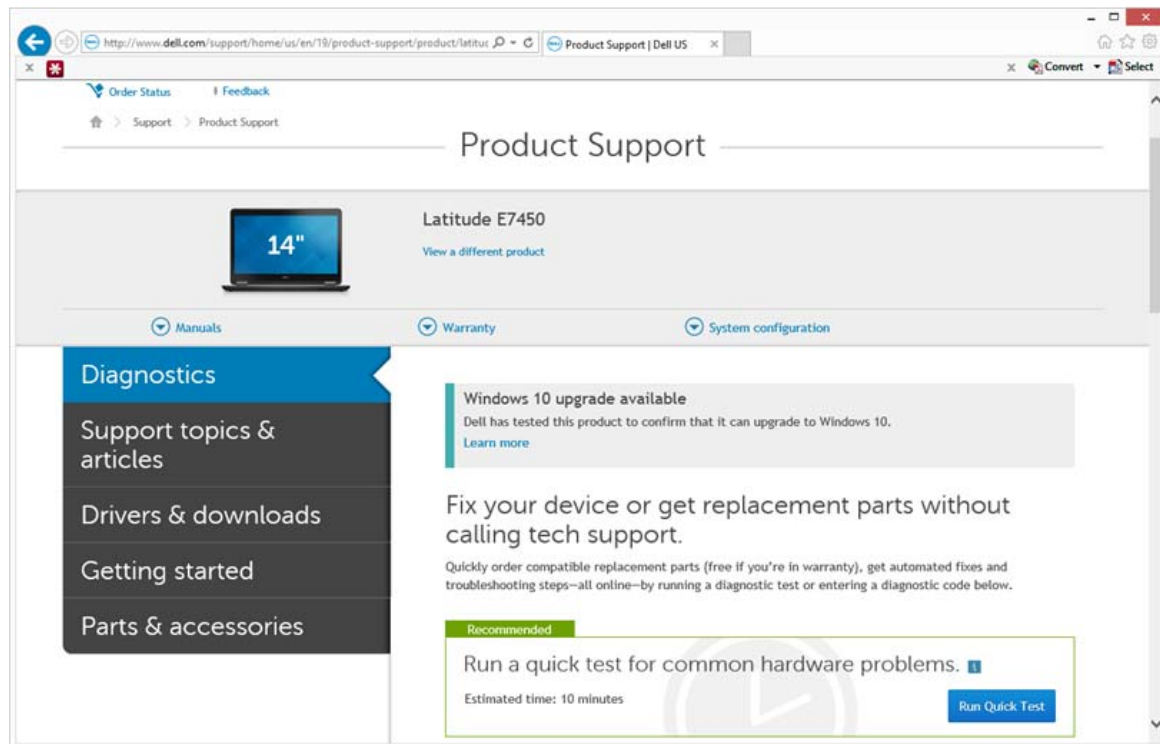 http://www.dell.com/support/home/us/en/19/product-support/product/latituc
Product Support | Dell US
Convert
Select
Order Status
Feedback
Support > Product Support
Product Support
14"
Latitude E7450
View a different product
Manuals
Warranty
System configuration
Diagnostics
Support topics &
articles
Drivers & downloads
Getting started
Parts & accessories
Windows 10 upgrade available
Dell has tested this product to confirm that it can upgrade to Windows 10.
Learn more
Fix your device or get replacement parts without
calling tech support.
Quickly order compatible replacement parts (free if you're in warranty), get automated fixes and
troubleshooting steps—all online—by running a diagnostic test or entering a diagnostic code below.
Recommended
Run a quick test for common hardware problems.
Estimated time: 10 minutes
Run Quick Test